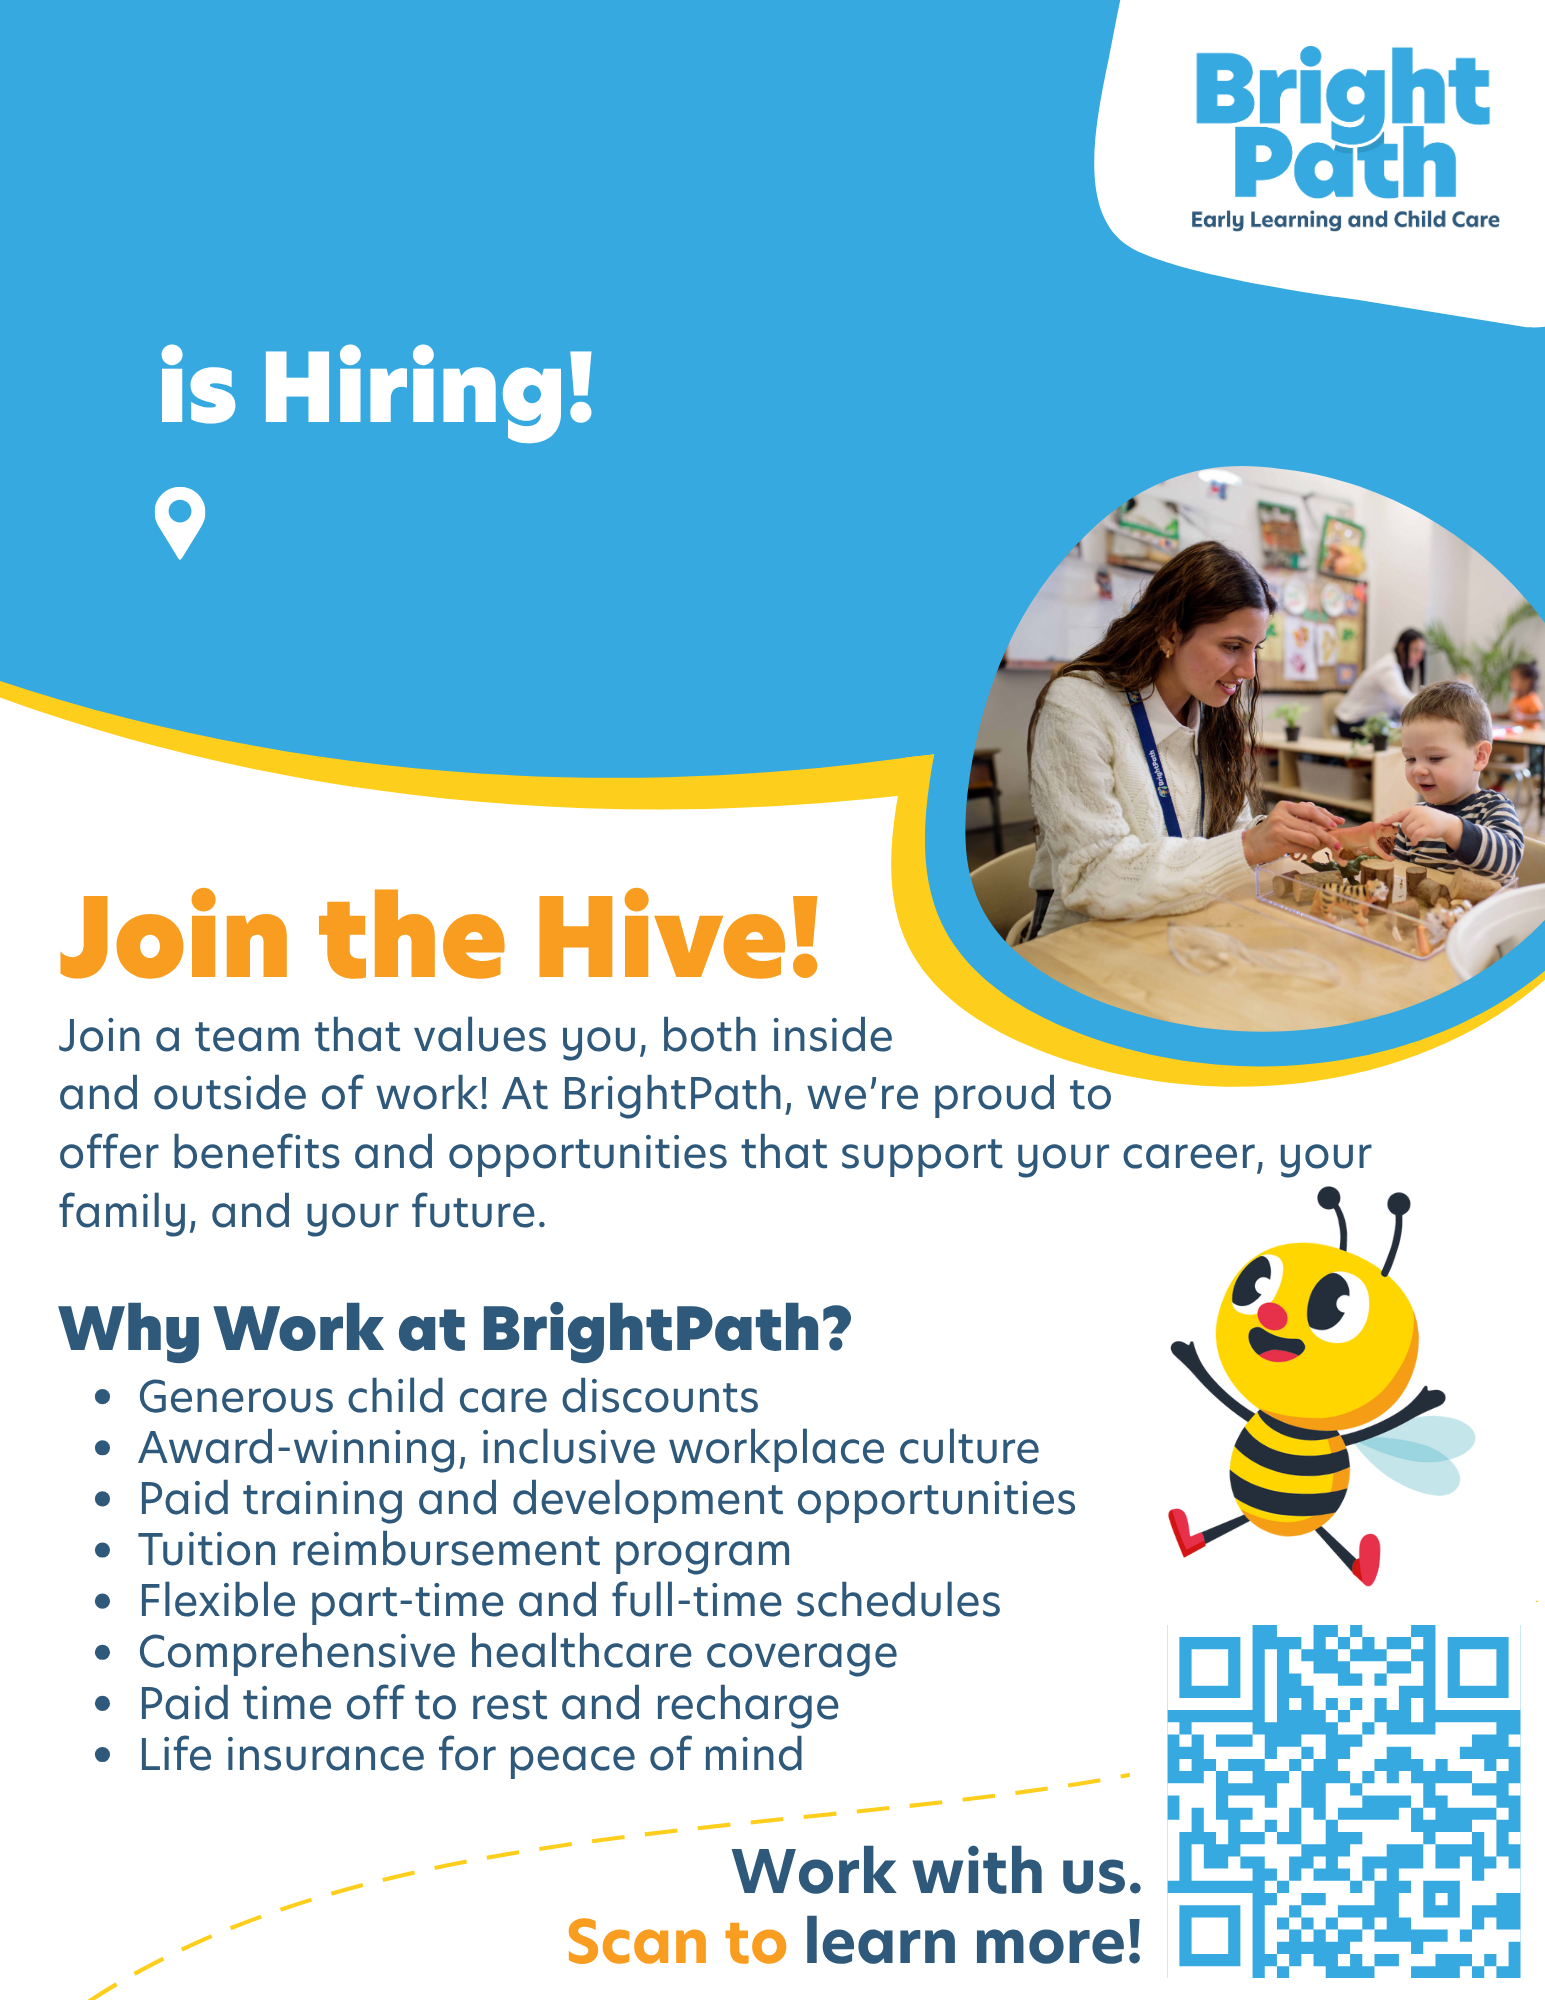 Bright
Path
Early Learning and Child Care
is Hiring!
BrightPath
Join the Hive!
Join a team that values you, both inside
and outside of work! At BrightPath, we’re proud to
offer benefits and opportunities that support your career, your
family, and your future.
Why Work at BrightPath?
• Generous child care discounts
• Award-winning, inclusive workplace culture
• Paid training and development opportunities
• Tuition reimbursement program
• Flexible part-time and full-time schedules
• Comprehensive healthcare coverage
• Paid time off to rest and recharge
• Life insurance for peace of mind
Work with us.
Scan to learn more!